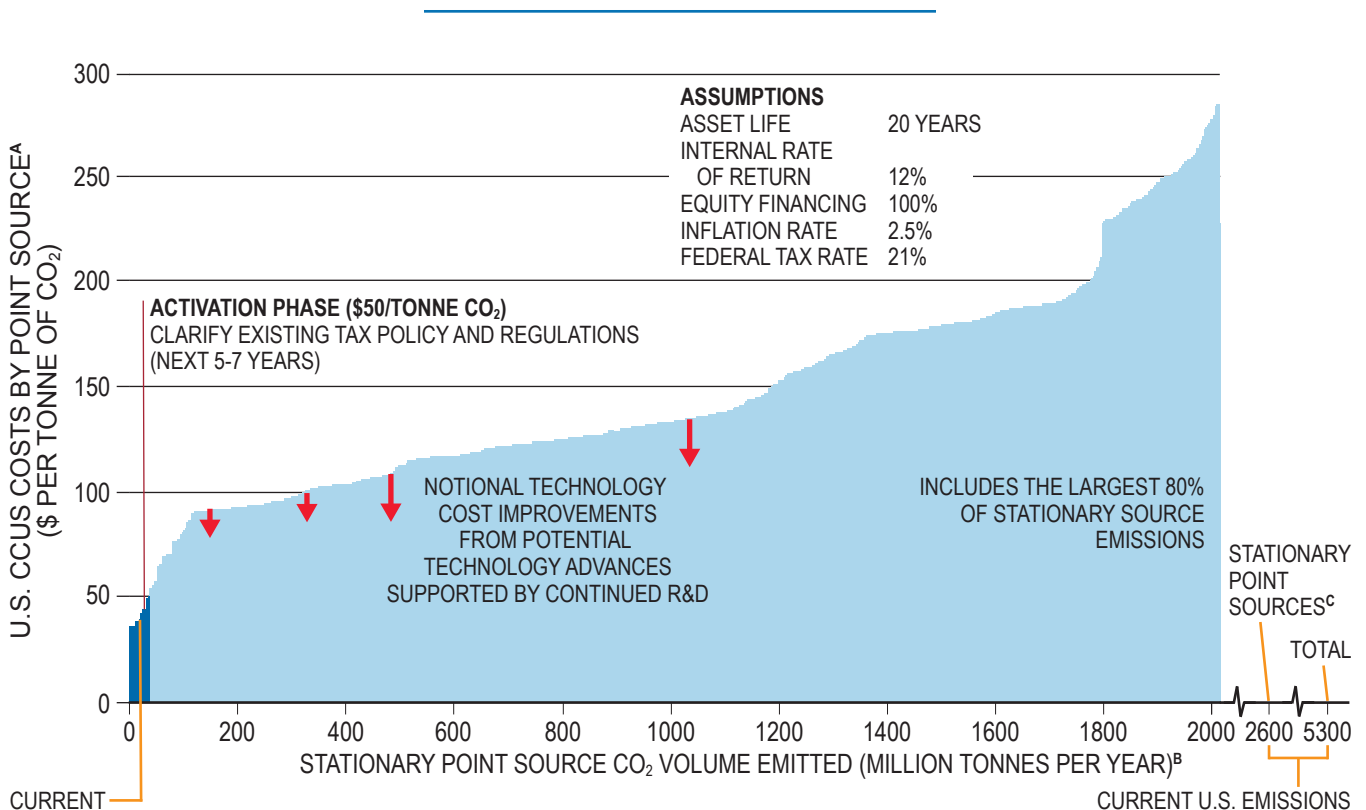 U.S. CCUS COSTS BY POINT SOURCEᴬ
($ PER TONNE OF CO₂)
300
250
200
150
100
50
0
ASSUMPTIONS
ASSET LIFE 20 YEARS
INTERNAL RATE
OF RETURN 12%
EQUITY FINANCING 100%
INFLATION RATE 2.5%
FEDERAL TAX RATE 21%
ACTIVATION PHASE ($50/TONNE CO₂)
CLARIFY EXISTING TAX POLICY AND REGULATIONS
(NEXT 5-7 YEARS)
NOTIONAL TECHNOLOGY
COST IMPROVEMENTS
FROM POTENTIAL
TECHNOLOGY ADVANCES
SUPPORTED BY CONTINUED R&D
INCLUDES THE LARGEST 80%
OF STATIONARY SOURCE
EMISSIONS
STATIONARY
POINT
SOURCESᶜ
TOTAL
0 200 400 600 800 1000 1200 1400 1600 1800 2000 2600 5300
STATIONARY POINT SOURCE CO₂ VOLUME EMITTED (MILLION TONNES PER YEAR)ᴮ
CURRENT
CURRENT U.S. EMISSIONS